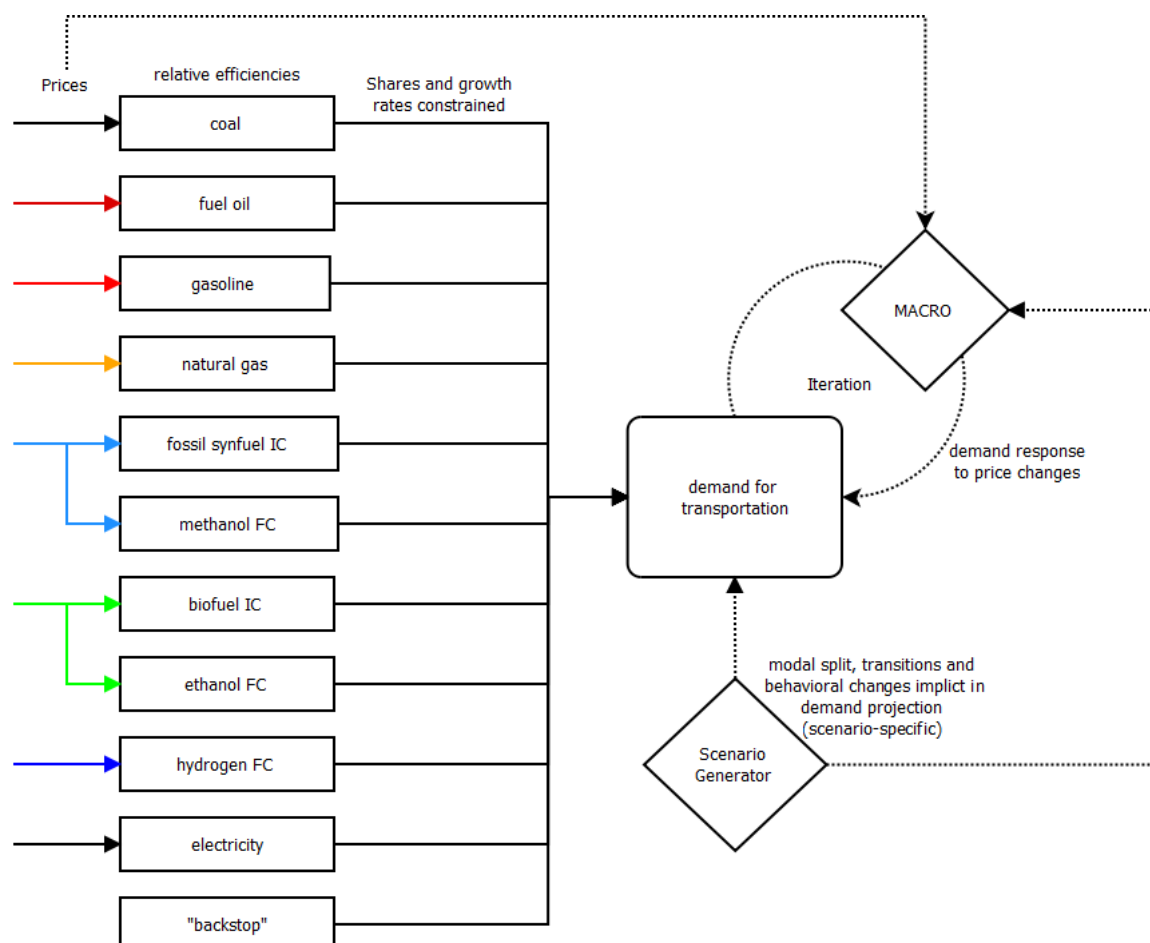 Prices
relative efficiencies
Shares and growth
rates constrained
coal
fuel oil
gasoline
natural gas
fossil synfuel IC
methanol FC
biofuel IC
ethanol FC
hydrogen FC
electricity
"backstop"
MACRO
Iteration
demand response
to price changes
demand for
transportation
modal split, transitions and
behavioral changes implict in
demand projection
(scenario-specific)
Scenario
Generator